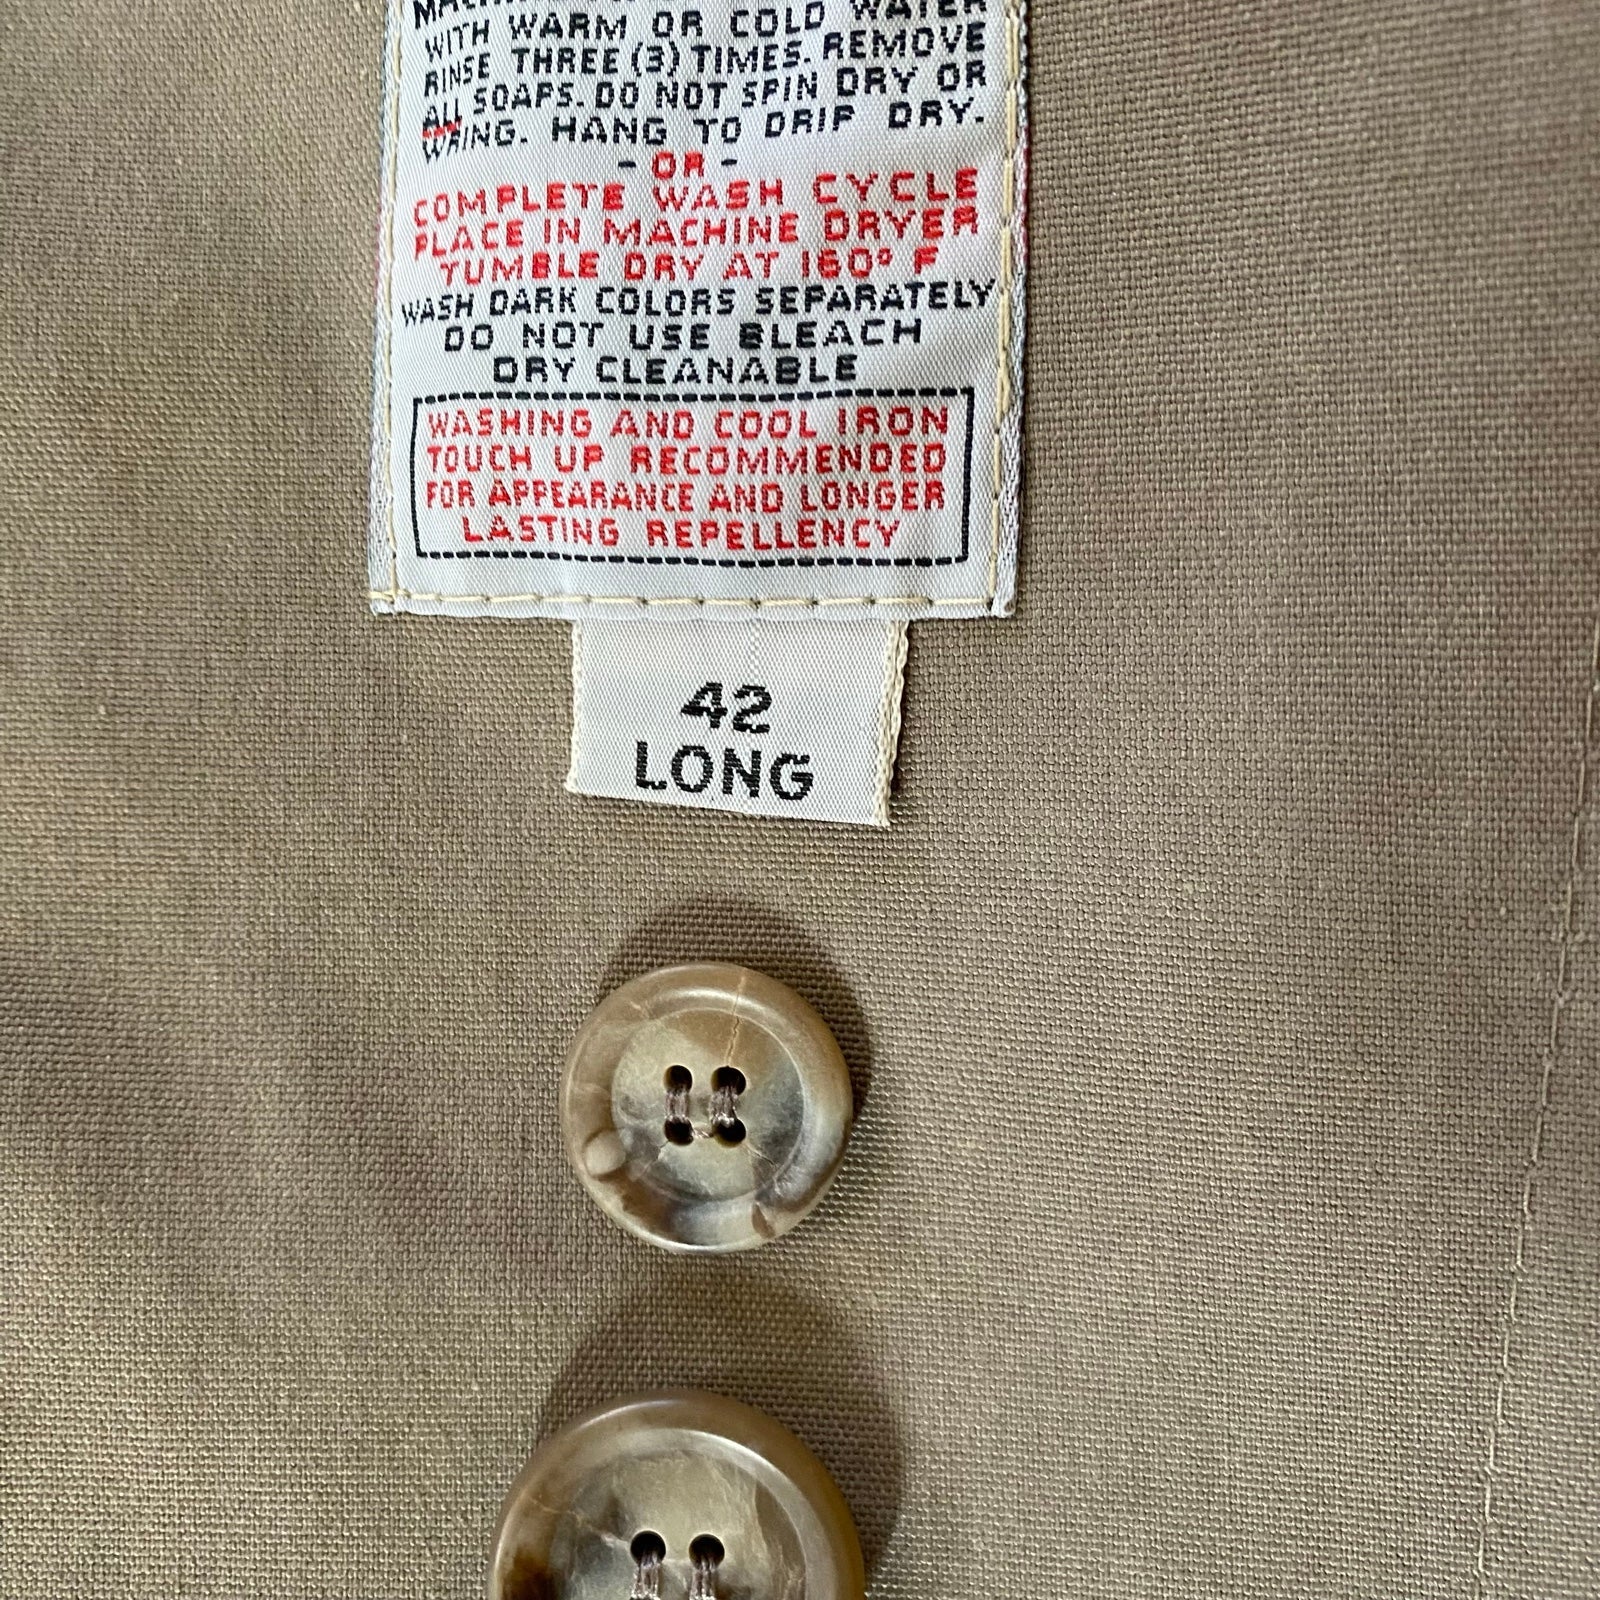 WITH WARM OR COLD WATER
RINSE THREE (3) TIMES. REMOVE
ALL SOAPS. DO NOT SPIN DRY OR
WRING. HANG TO DRIP DRY.
- OR -
COMPLETE WASH CYCLE
PLACE IN MACHINE DRYER
TUMBLE DRY AT 160° F
WASH DARK COLORS SEPARATELY
DO NOT USE BLEACH
DRY CLEANABLE
WASHING AND COOL IRON
TOUCH UP RECOMMENDED
FOR APPEARANCE AND LONGER
LASTING REPELLENCY
42
LONG